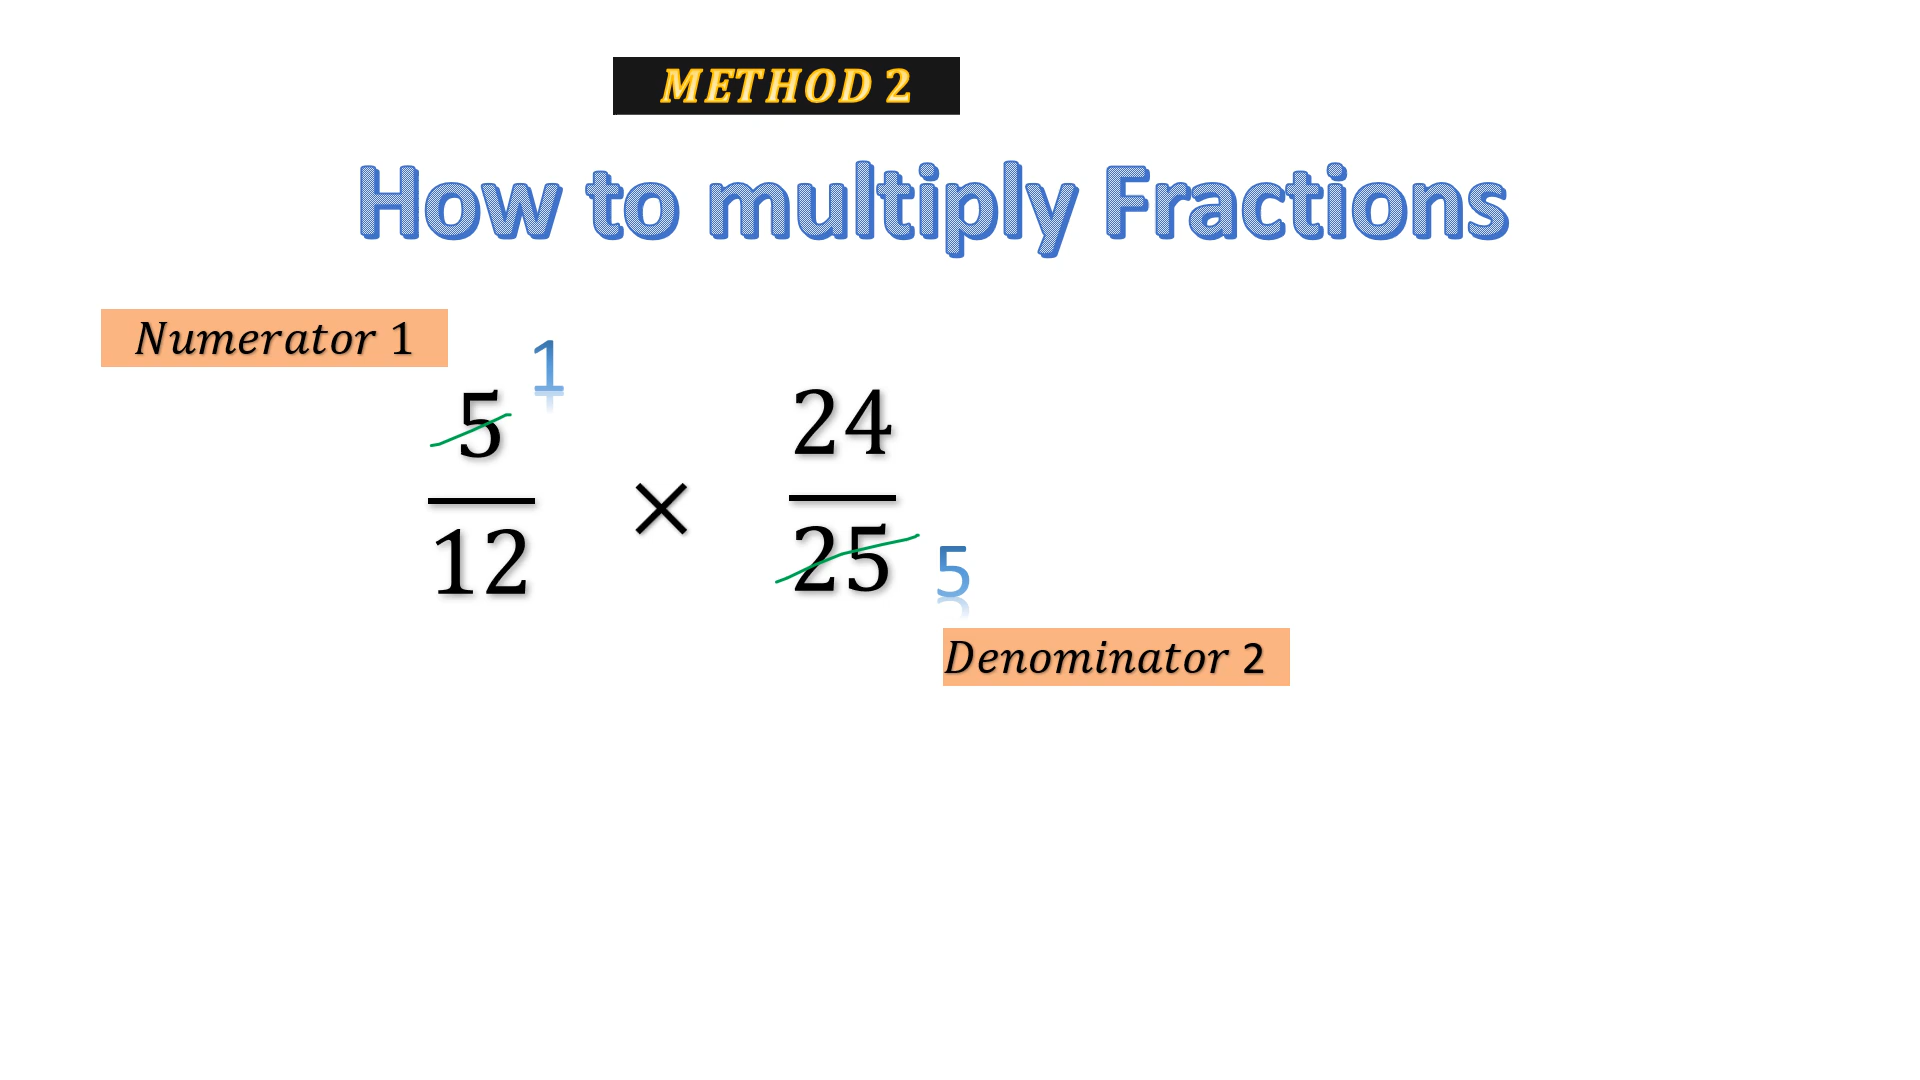 METHOD 2
How to multiply Fractions
Numerator 1
1
5
24
12
×
25
5
Denominator 2